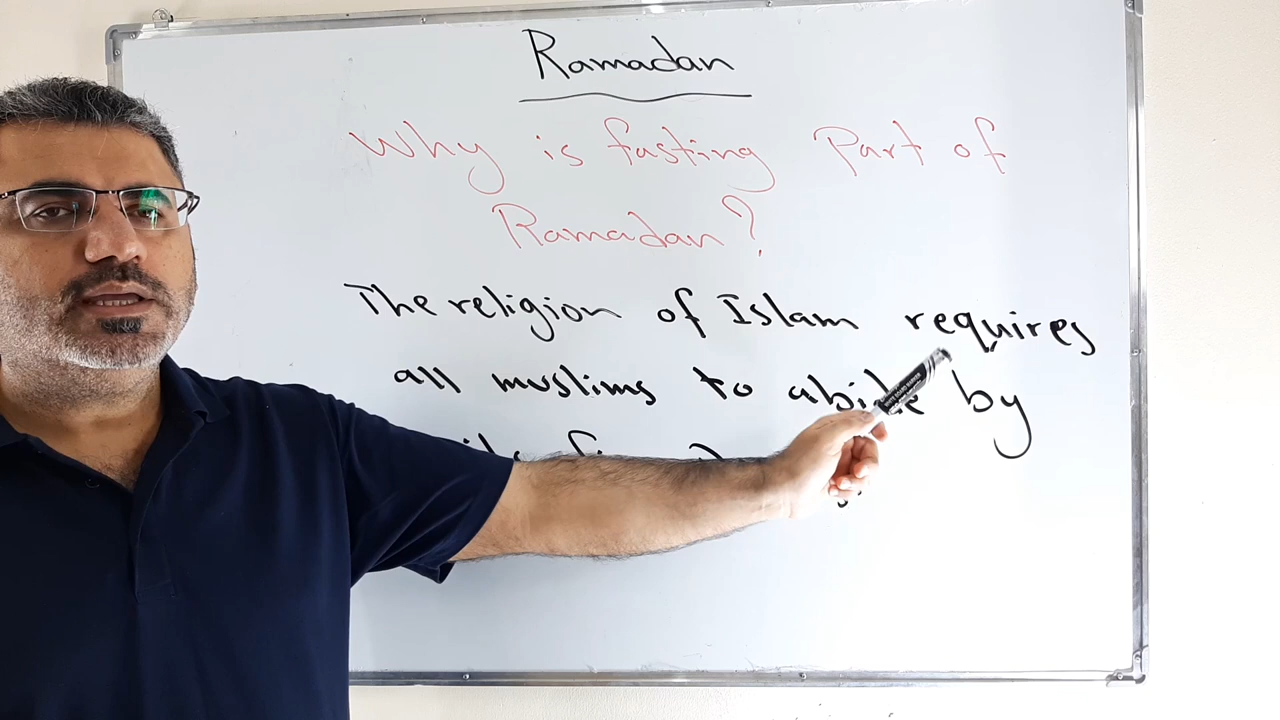 Ramadan
Why is fasting Part of
Ramadan?
The religion of Islam requires
all muslims to abide by